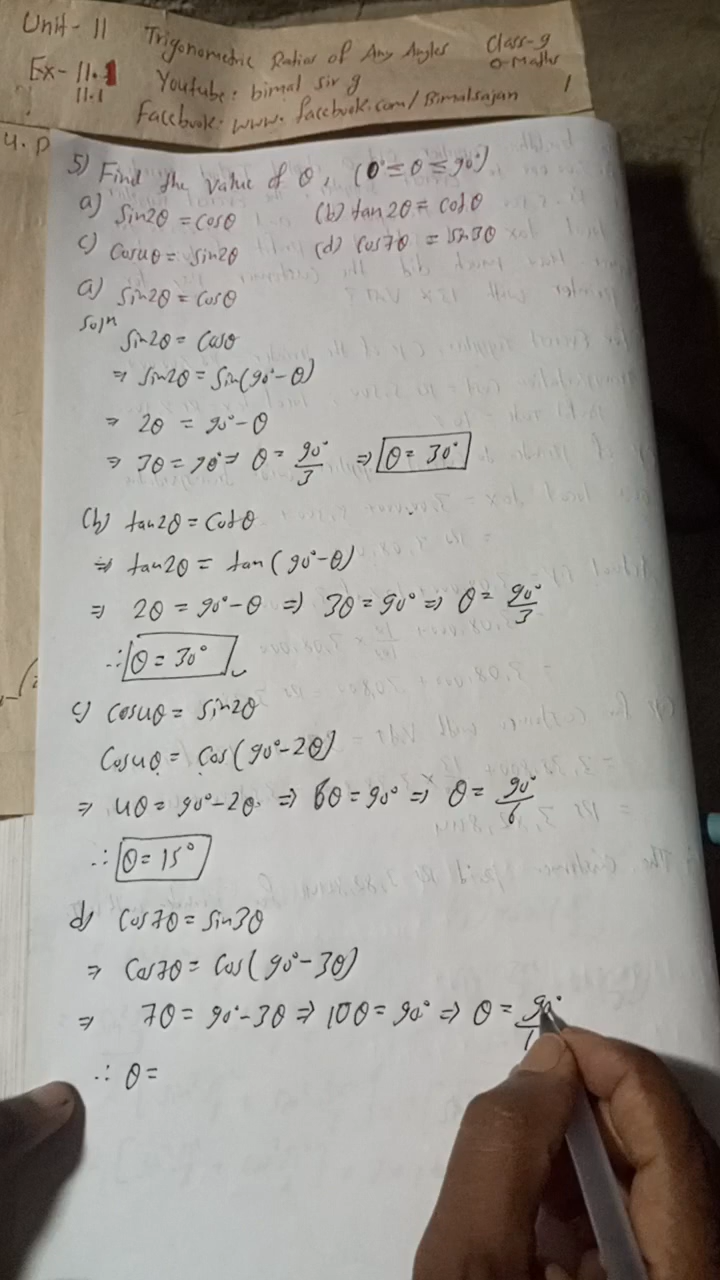 Unit - 11 Trigonometric Ratios of Any Angles Class-9
Ex - 11.1 O-Maths
11.1 Youtube: bimal sir g
Facebook: www.facebook.com/Bimalsajan
4. p
5) Find the value of θ, (0° ≤ θ ≤ 90°)
a) Sin2θ = Cosθ (b) tan2θ = cotθ
c) Cos4θ = Sin2θ (d) Cos7θ = Sin3θ
a) Sin2θ = Cosθ
Soln
Sin2θ = Cosθ
⇒ Sin2θ = Sin(90° - θ)
⇒ 2θ = 90° - θ
⇒ 3θ = 90° ⇒ θ = 90°/3 ⇒ θ = 30°
(b) tan2θ = Cotθ
⇒ tan2θ = tan(90° - θ)
⇒ 2θ = 90° - θ ⇒ 3θ = 90° ⇒ θ = 90°/3
∴ θ = 30°
c) Cos4θ = Sin2θ
Cos4θ = Cos(90° - 2θ)
⇒ 4θ = 90° - 2θ ⇒ 6θ = 90° ⇒ θ = 90°/6
∴ θ = 15°
d) Cos7θ = Sin3θ
⇒ Cos7θ = Cos(90° - 3θ)
⇒ 7θ = 90° - 3θ ⇒ 10θ = 90° ⇒ θ = 90°/1
∴ θ =